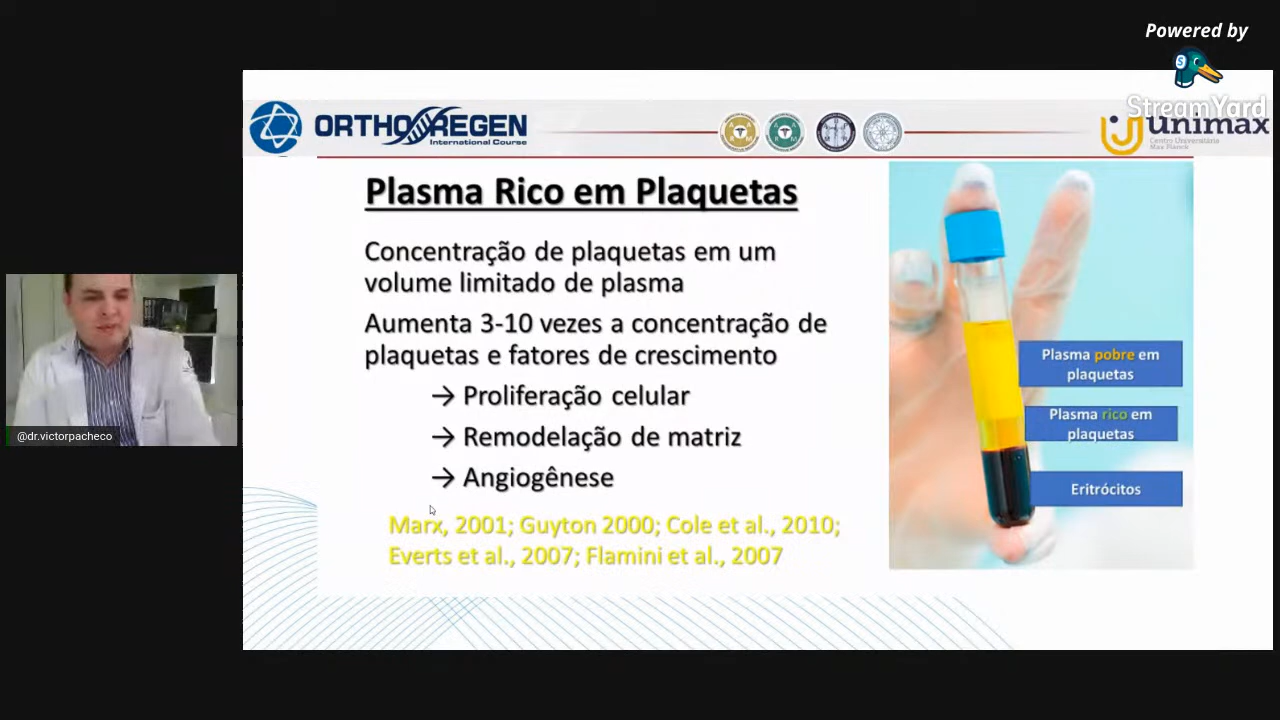 Powered by
StreamYard
ORTHOREGEN
International Course
unimax
Centro Universitário
Max Planck
Plasma Rico em Plaquetas
Concentração de plaquetas em um
volume limitado de plasma
Aumenta 3-10 vezes a concentração de
plaquetas e fatores de crescimento
→ Proliferação celular
→ Remodelação de matriz
→ Angiogênese
Marx, 2001; Guyton 2000; Cole et al., 2010;
Everts et al., 2007; Flamini et al., 2007
Plasma pobre em
plaquetas
Plasma rico em
plaquetas
Eritrócitos
@dr.victorpacheco